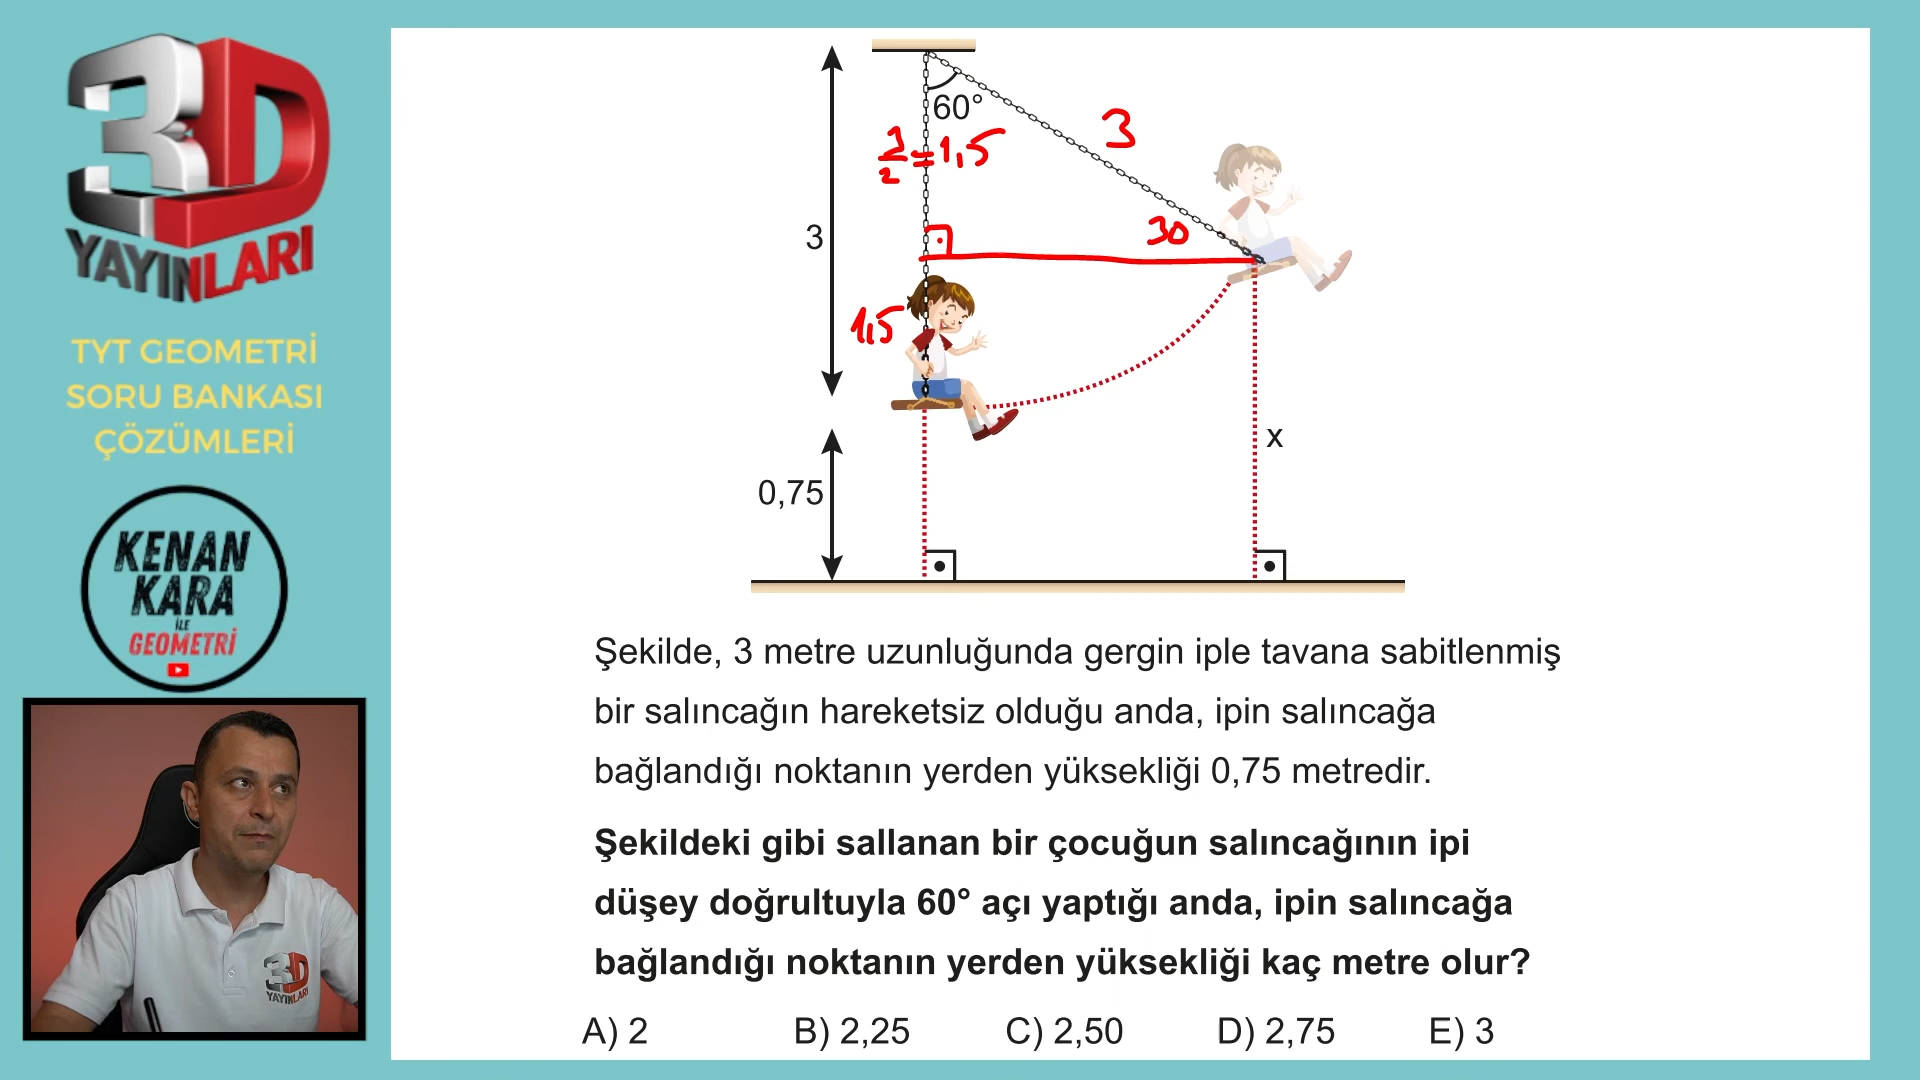 3D
YAYINLARI
TYT GEOMETRİ
SORU BANKASI
ÇÖZÜMLERİ
KENAN
KARA
İLE
GEOMETRİ
3D
YAYINLARI
60°
3
3/2=1,5
30
3
1,5
x
0,75
Şekilde, 3 metre uzunluğunda gergin iple tavana sabitlenmiş
bir salıncağın hareketsiz olduğu anda, ipin salıncağa
bağlandığı noktanın yerden yüksekliği 0,75 metredir.
Şekildeki gibi sallanan bir çocuğun salıncağının ipi
düşey doğrultuyla 60° açı yaptığı anda, ipin salıncağa
bağlandığı noktanın yerden yüksekliği kaç metre olur?
A) 2 B) 2,25 C) 2,50 D) 2,75 E) 3